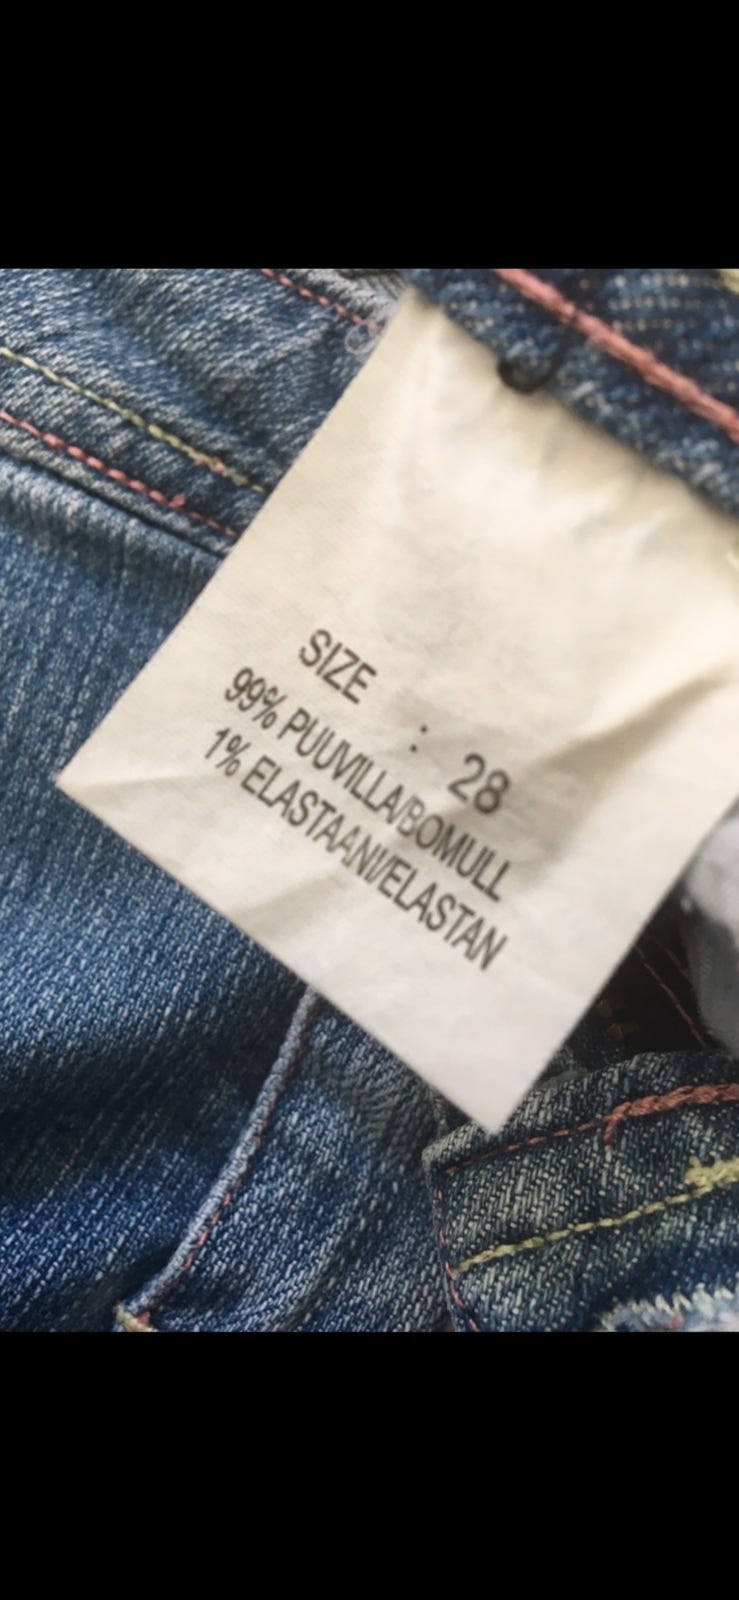 SIZE : 28
99% PUUVILLA/BOMULL
1% ELASTAANI/ELASTAN